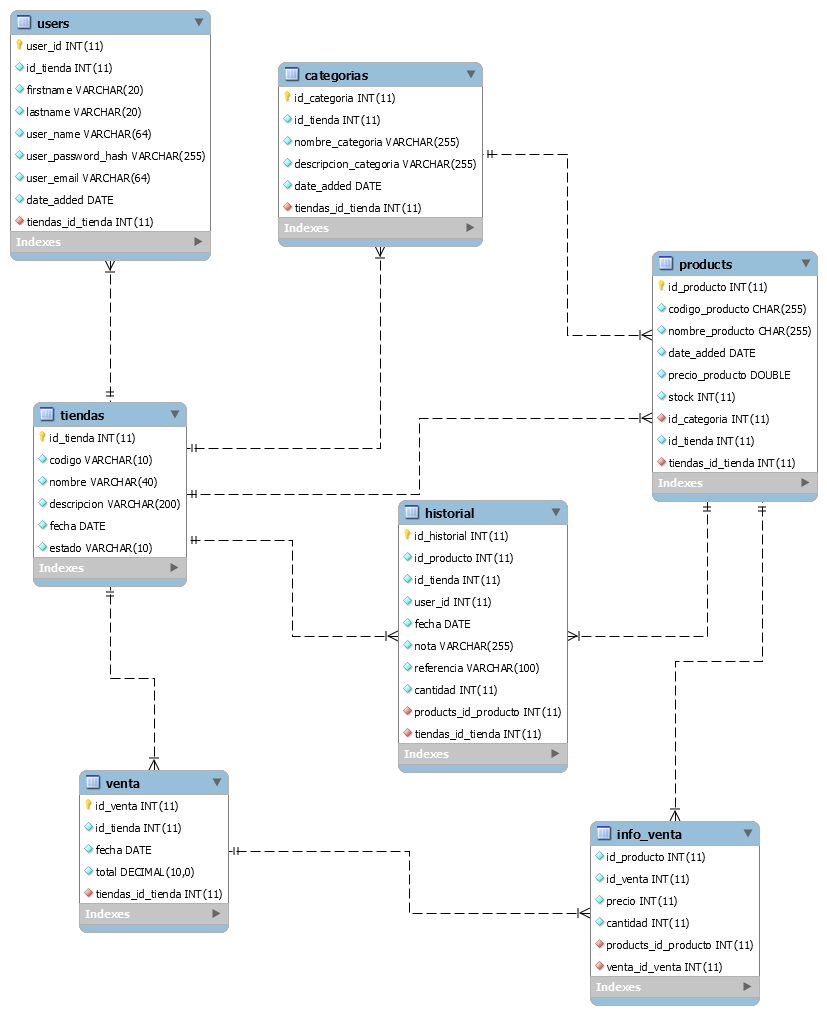 users
user_id INT(11)
id_tienda INT(11)
firstname VARCHAR(20)
lastname VARCHAR(20)
user_name VARCHAR(64)
user_password_hash VARCHAR(255)
user_email VARCHAR(64)
date_added DATE
tiendas_id_tienda INT(11)
Indexes
categorias
id_categoria INT(11)
id_tienda INT(11)
nombre_categoria VARCHAR(255)
descripcion_categoria VARCHAR(255)
date_added DATE
tiendas_id_tienda INT(11)
Indexes
products
id_producto INT(11)
codigo_producto CHAR(255)
nombre_producto CHAR(255)
date_added DATE
precio_producto DOUBLE
stock INT(11)
id_categoria INT(11)
id_tienda INT(11)
tiendas_id_tienda INT(11)
Indexes
tiendas
id_tienda INT(11)
codigo VARCHAR(10)
nombre VARCHAR(40)
descripcion VARCHAR(200)
fecha DATE
estado VARCHAR(10)
Indexes
historial
id_historial INT(11)
id_producto INT(11)
id_tienda INT(11)
user_id INT(11)
fecha DATE
nota VARCHAR(255)
referencia VARCHAR(100)
cantidad INT(11)
products_id_producto INT(11)
tiendas_id_tienda INT(11)
Indexes
venta
id_venta INT(11)
id_tienda INT(11)
fecha DATE
total DECIMAL(10,0)
tiendas_id_tienda INT(11)
Indexes
info_venta
id_producto INT(11)
id_venta INT(11)
precio INT(11)
cantidad INT(11)
products_id_producto INT(11)
venta_id_venta INT(11)
Indexes